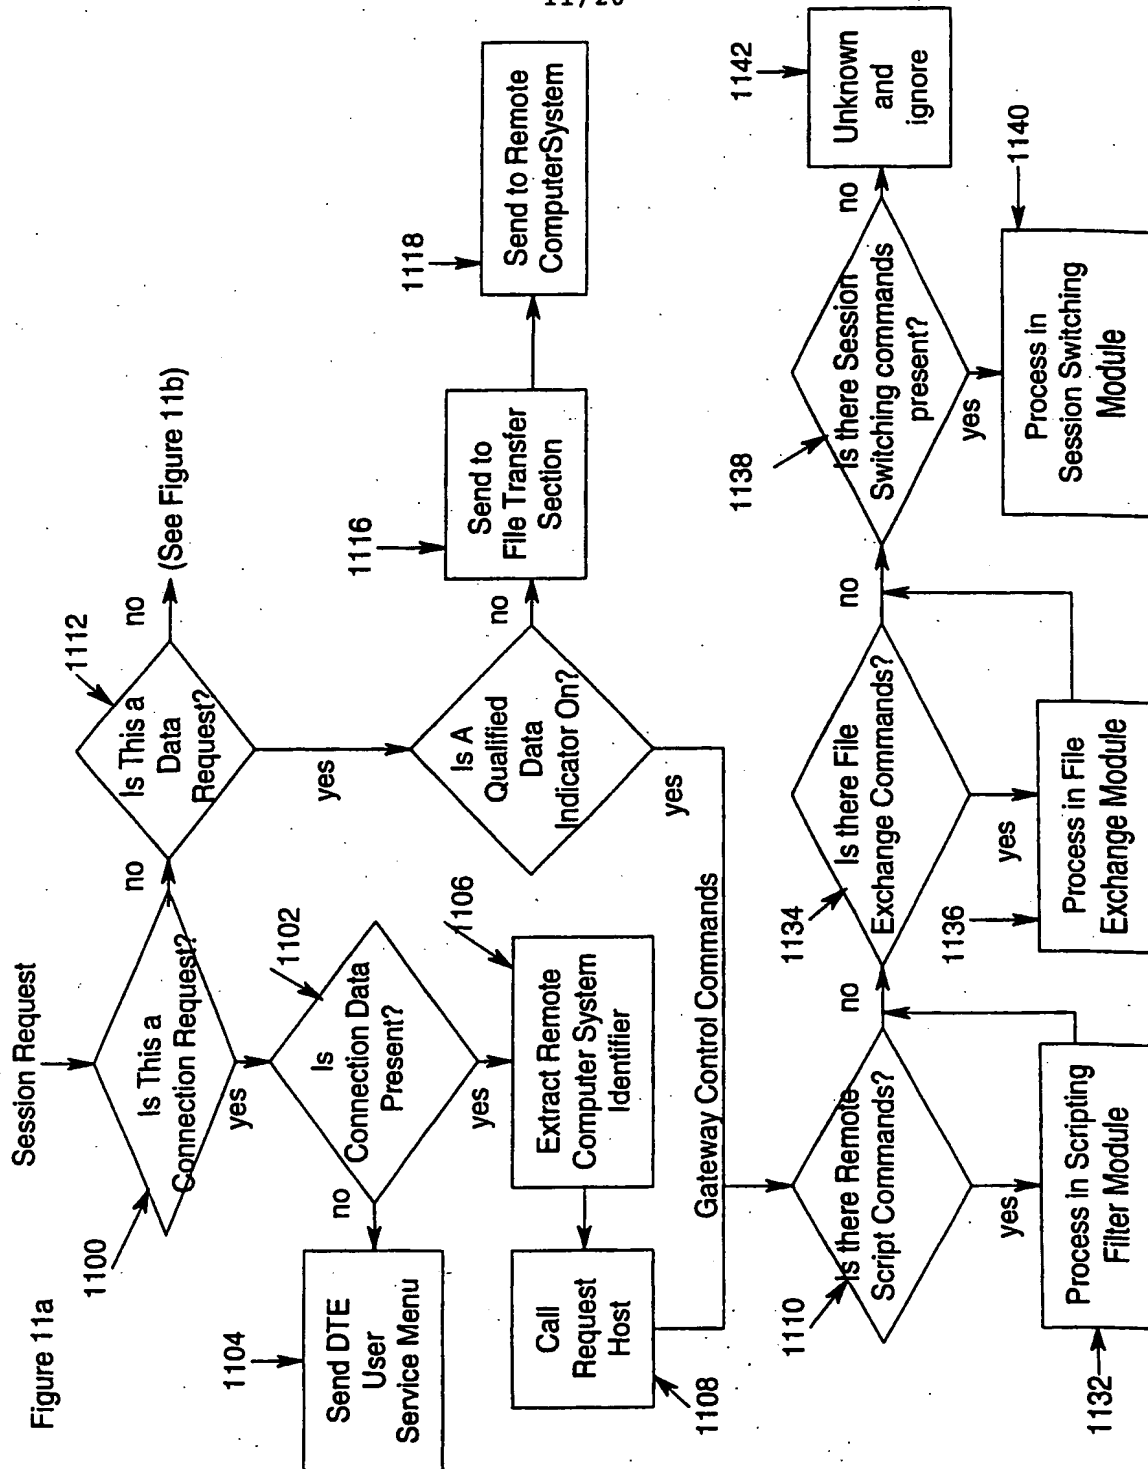 11/20
Figure 11a
Session Request
1100
Is This a
Connection Request?
no
yes
1112
Is This a
Data
Request?
no
(See Figure 11b)
yes
1102
Is
Connection Data
Present?
no
yes
1104
Send DTE
User
Service Menu
1106
Extract Remote
Computer System
Identifier
Call
Request
Host
1108
Is A
Qualified
Data
Indicator On?
no
yes
1116
Send to
File Transfer
Section
1118
Send to Remote
ComputerSystem
Gateway Control Commands
1110
Is there Remote
Script Commands?
no
yes
Process in Scripting
Filter Module
1132
1134
Is there File
Exchange Commands?
no
yes
1136
Process in File
Exchange Module
1138
Is there Session
Switching commands
present?
no
yes
1140
Process in
Session Switching
Module
1142
Unknown
and
ignore